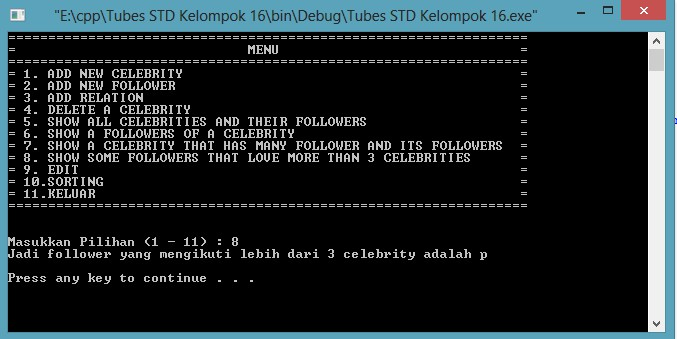 "E:\cpp\Tubes STD Kelompok 16\bin\Debug\Tubes STD Kelompok 16.exe"
=================================================================
= MENU =
=================================================================
= 1. ADD NEW CELEBRITY =
= 2. ADD NEW FOLLOWER =
= 3. ADD RELATION =
= 4. DELETE A CELEBRITY =
= 5. SHOW ALL CELEBRITIES AND THEIR FOLLOWERS =
= 6. SHOW A FOLLOWERS OF A CELEBRITY =
= 7. SHOW A CELEBRITY THAT HAS MANY FOLLOWER AND ITS FOLLOWERS =
= 8. SHOW SOME FOLLOWERS THAT LOVE MORE THAN 3 CELEBRITIES =
= 9. EDIT =
= 10.SORTING =
= 11.KELUAR =
=================================================================
Masukkan Pilihan (1 - 11) : 8
Jadi follower yang mengikuti lebih dari 3 celebrity adalah p
Press any key to continue . . .